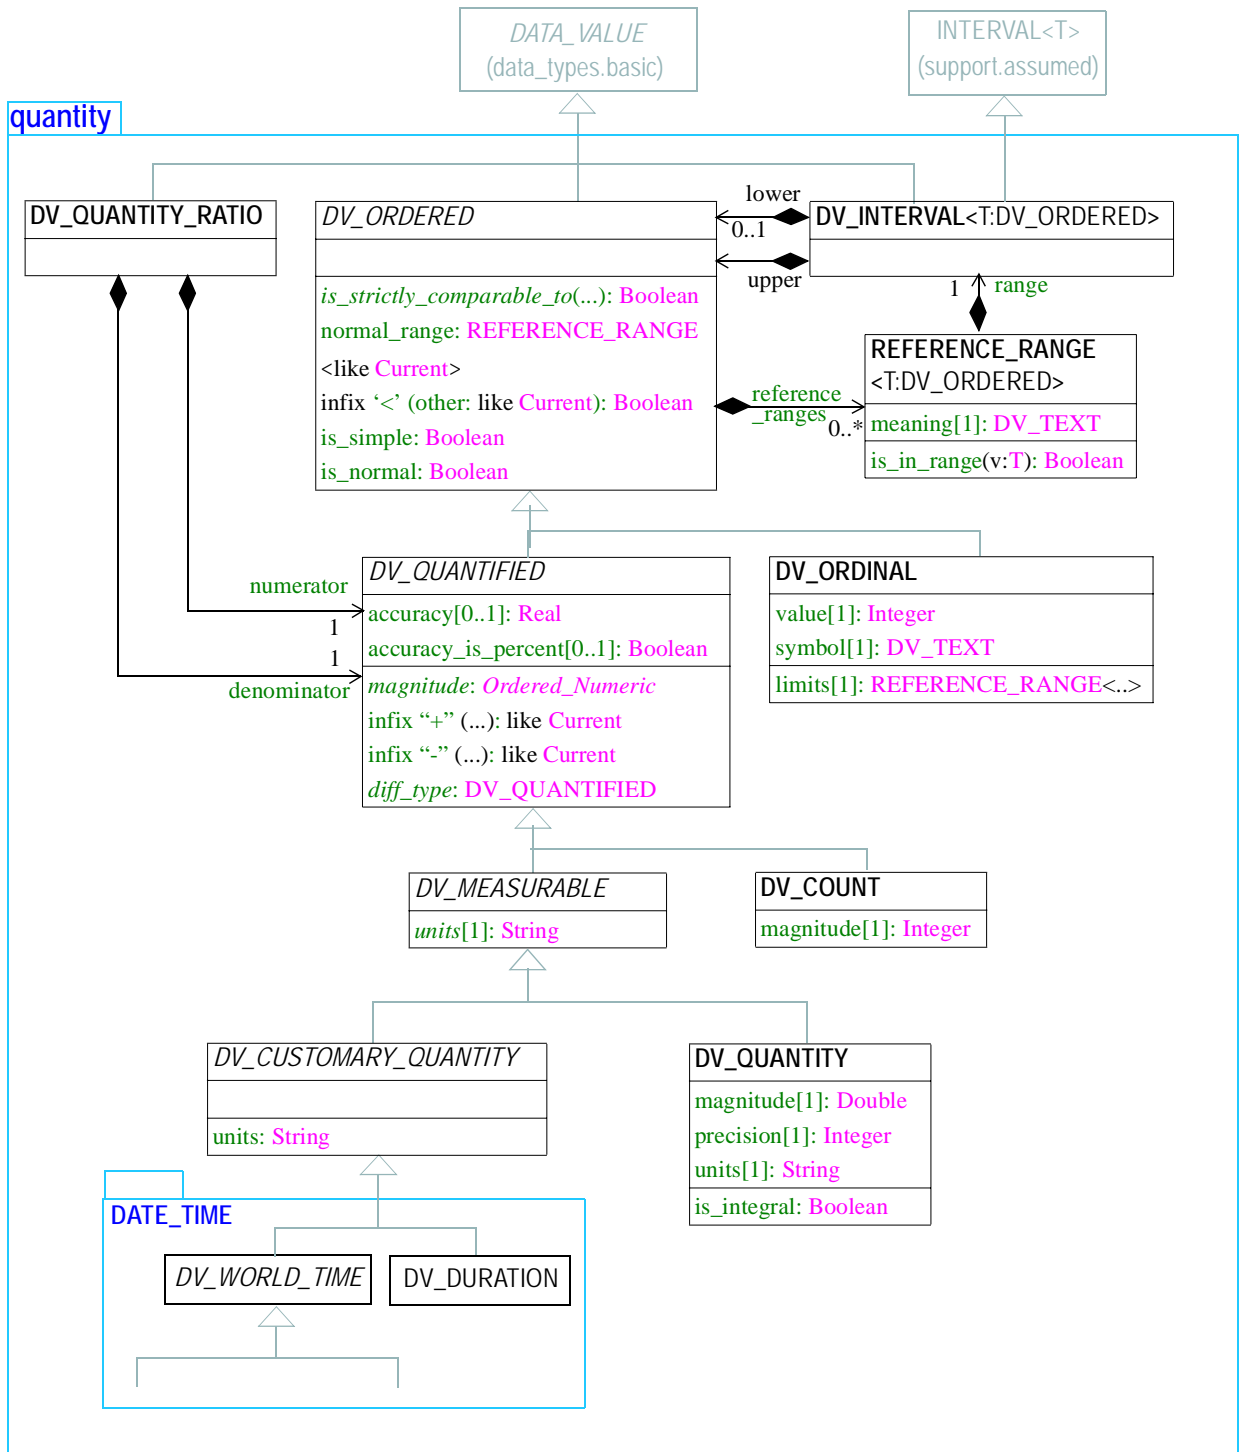 DATA_VALUE
(data_types.basic)
INTERVAL<T>
(support.assumed)
quantity
DV_QUANTITY_RATIO
DV_ORDERED
lower
0..1
upper
DV_INTERVAL<T:DV_ORDERED>
is_strictly_comparable_to(...): Boolean
normal_range: REFERENCE_RANGE
<like Current>
infix ‘<’ (other: like Current): Boolean
is_simple: Boolean
is_normal: Boolean
1
range
REFERENCE_RANGE
<T:DV_ORDERED>
meaning[1]: DV_TEXT
is_in_range(v:T): Boolean
reference
_ranges
0..*
numerator
1
1
denominator
DV_QUANTIFIED
accuracy[0..1]: Real
accuracy_is_percent[0..1]: Boolean
magnitude: Ordered_Numeric
infix “+” (...): like Current
infix “-” (...): like Current
diff_type: DV_QUANTIFIED
DV_ORDINAL
value[1]: Integer
symbol[1]: DV_TEXT
limits[1]: REFERENCE_RANGE<..>
DV_MEASURABLE
units[1]: String
DV_COUNT
magnitude[1]: Integer
DV_CUSTOMARY_QUANTITY
units: String
DV_QUANTITY
magnitude[1]: Double
precision[1]: Integer
units[1]: String
is_integral: Boolean
DATE_TIME
DV_WORLD_TIME
DV_DURATION